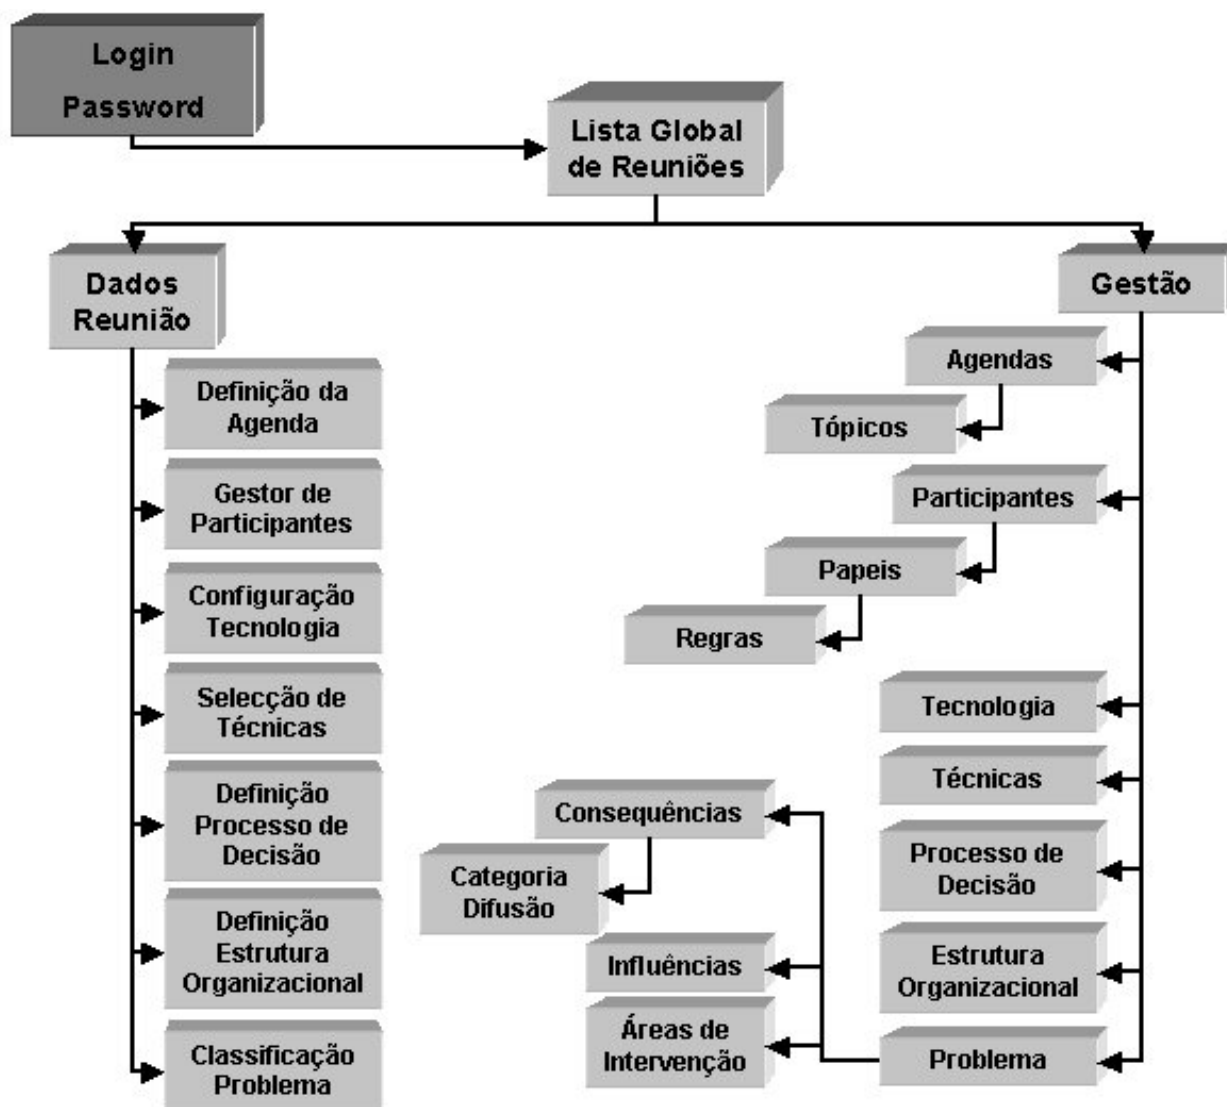 Login
Password
Lista Global
de Reuniões
Dados
Reunião
Definição da
Agenda
Gestor de
Participantes
Configuração
Tecnologia
Selecção de
Técnicas
Definição
Processo de
Decisão
Definição
Estrutura
Organizacional
Classificação
Problema
Gestão
Agendas
Tópicos
Participantes
Papeis
Regras
Tecnologia
Técnicas
Processo de
Decisão
Estrutura
Organizacional
Problema
Consequências
Categoria
Difusão
Influências
Áreas de
Intervenção